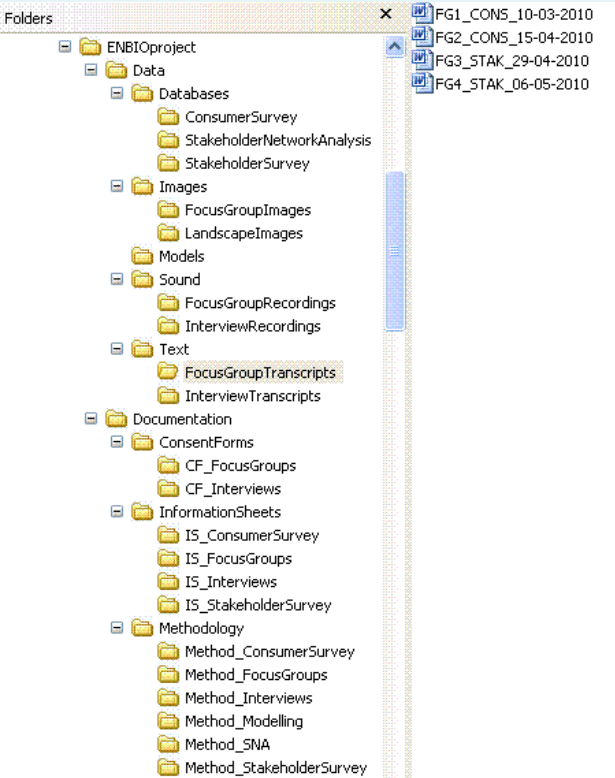 Folders
ENBIOproject
Data
Databases
ConsumerSurvey
StakeholderNetworkAnalysis
StakeholderSurvey
Images
FocusGroupImages
LandscapeImages
Models
Sound
FocusGroupRecordings
InterviewRecordings
Text
FocusGroupTranscripts
InterviewTranscripts
Documentation
ConsentForms
CF_FocusGroups
CF_Interviews
InformationSheets
IS_ConsumerSurvey
IS_FocusGroups
IS_Interviews
IS_StakeholderSurvey
Methodology
Method_ConsumerSurvey
Method_FocusGroups
Method_Interviews
Method_Modelling
Method_SNA
Method_StakeholderSurvey
FG1_CONS_10-03-2010
FG2_CONS_15-04-2010
FG3_STAK_29-04-2010
FG4_STAK_06-05-2010